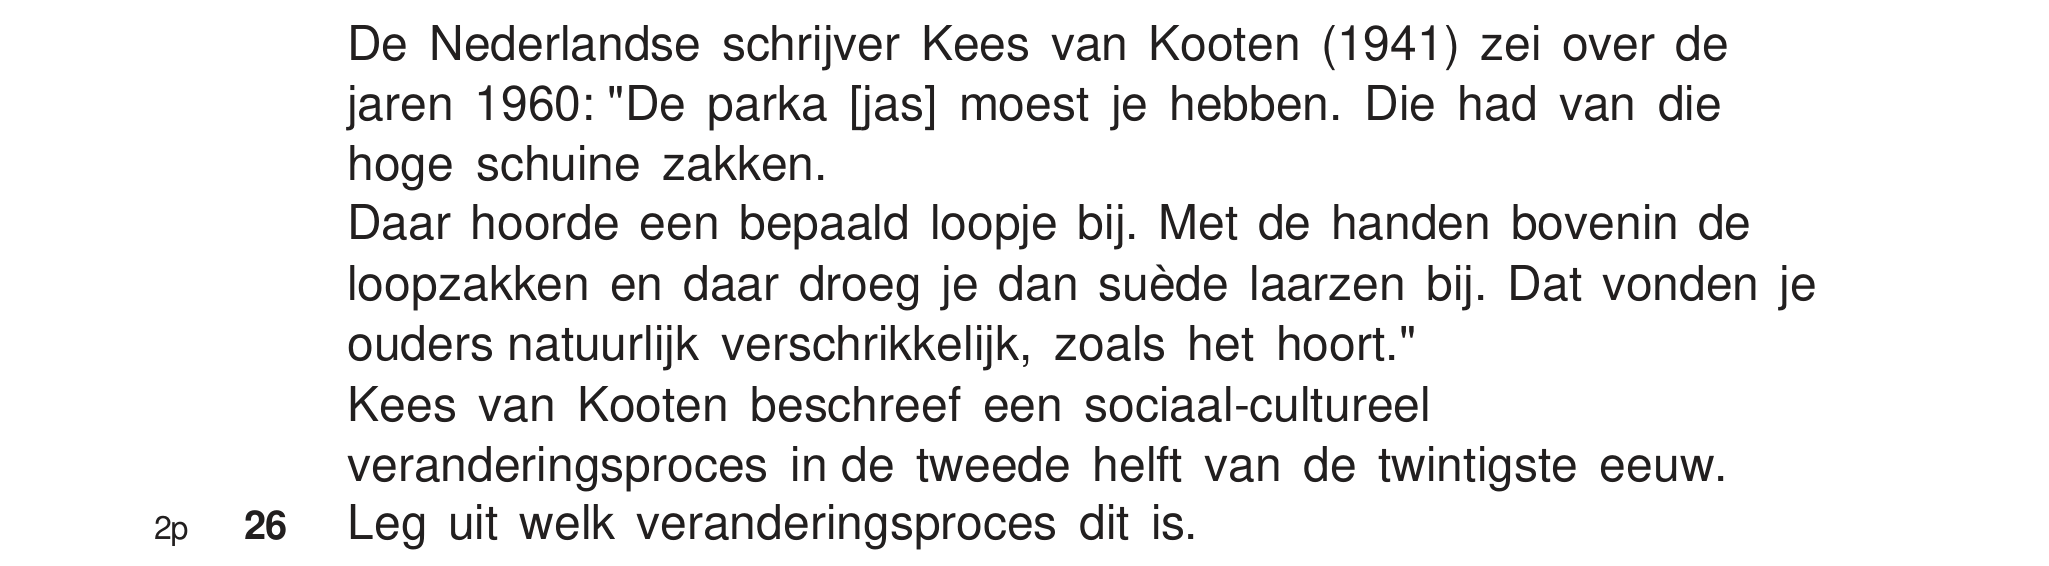 De Nederlandse schrijver Kees van Kooten (1941) zei over de
jaren 1960: "De parka [jas] moest je hebben. Die had van die
hoge schuine zakken.
Daar hoorde een bepaald loopje bij. Met de handen bovenin de
loopzakken en daar droeg je dan suède laarzen bij. Dat vonden je
ouders natuurlijk verschrikkelijk, zoals het hoort."
Kees van Kooten beschreef een sociaal-cultureel
veranderingsproces in de tweede helft van de twintigste eeuw.
2p 26 Leg uit welk veranderingsproces dit is.